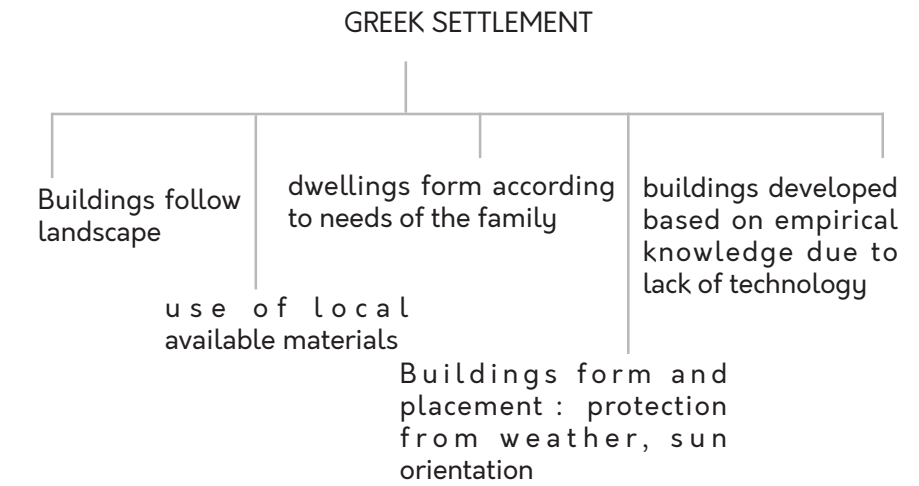 GREEK SETTLEMENT
Buildings follow
landscape
use of local
available materials
dwellings form according
to needs of the family
Buildings form and
placement : protection
from weather, sun
orientation
buildings developed
based on empirical
knowledge due to
lack of technology